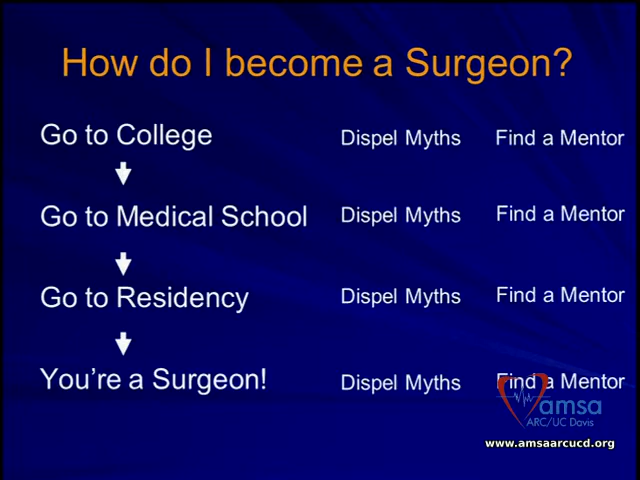 How do I become a Surgeon?
Go to College Dispel Myths Find a Mentor
Go to Medical School Dispel Myths Find a Mentor
Go to Residency Dispel Myths Find a Mentor
You're a Surgeon! Dispel Myths Find a Mentor
amsa
ARC/UC Davis
www.amsaarcucd.org